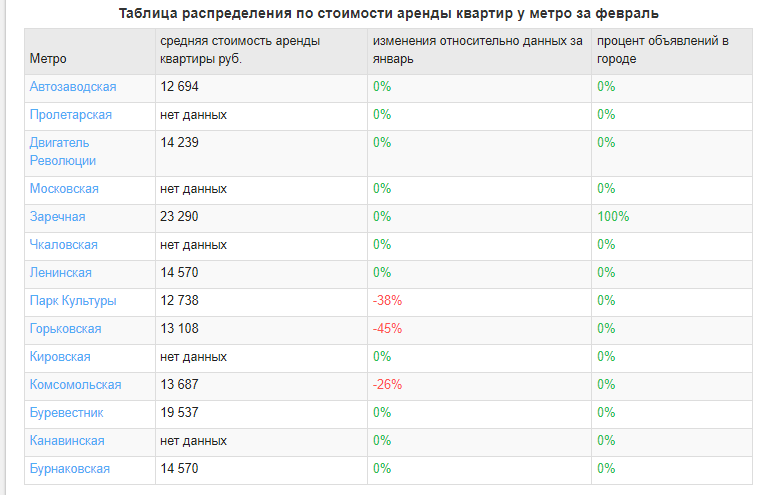 Таблица распределения по стоимости аренды квартир у метро за февраль
Метро средняя стоимость аренды квартиры руб. изменения относительно данных за январь процент объявлений в городе
Автозаводская 12 694 0% 0%
Пролетарская нет данных 0% 0%
Двигатель Революции 14 239 0% 0%
Московская нет данных 0% 0%
Заречная 23 290 0% 100%
Чкаловская нет данных 0% 0%
Ленинская 14 570 0% 0%
Парк Культуры 12 738 -38% 0%
Горьковская 13 108 -45% 0%
Кировская нет данных 0% 0%
Комсомольская 13 687 -26% 0%
Буревестник 19 537 0% 0%
Канавинская нет данных 0% 0%
Бурнаковская 14 570 0% 0%